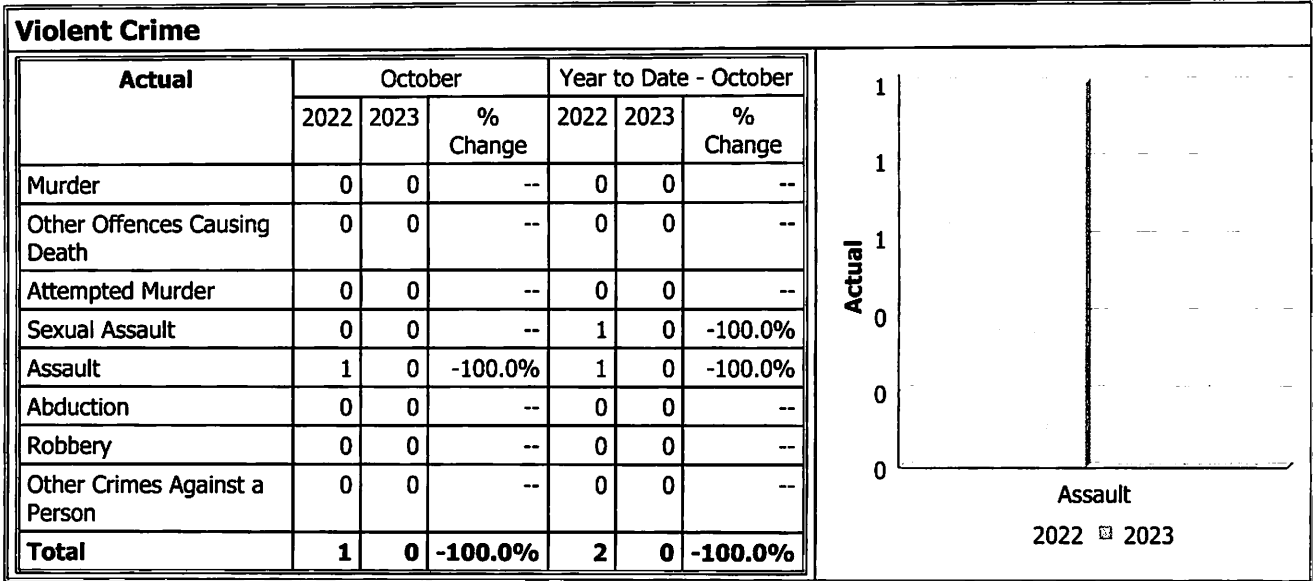 Violent Crime
Actual October Year to Date - October
2022 2023 % Change 2022 2023 % Change
Murder 0 0 -- 0 0 --
Other Offences Causing Death 0 0 -- 0 0 --
Attempted Murder 0 0 -- 0 0 --
Sexual Assault 0 0 -- 1 0 -100.0%
Assault 1 0 -100.0% 1 0 -100.0%
Abduction 0 0 -- 0 0 --
Robbery 0 0 -- 0 0 --
Other Crimes Against a Person 0 0 -- 0 0 --
Total 1 0 -100.0% 2 0 -100.0%
Actual
1
1
1
0
0
0
Assault
2022 2023